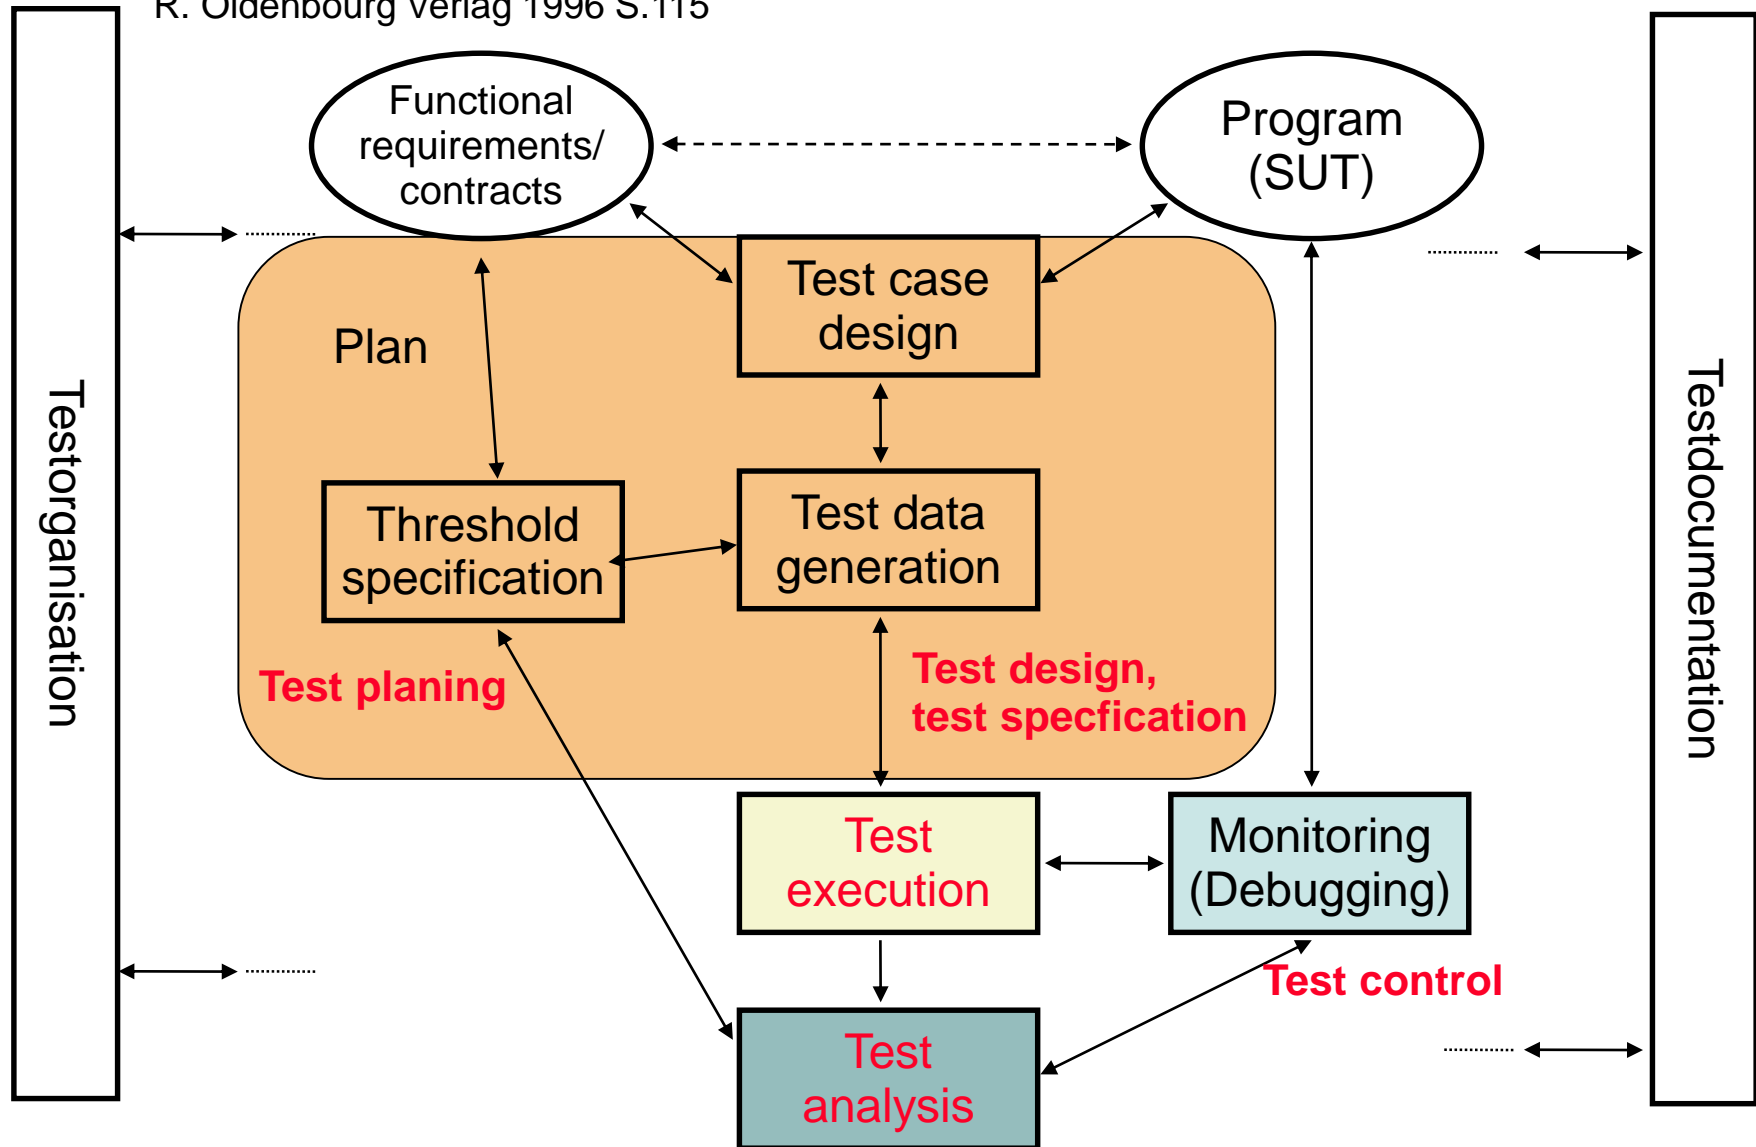 R. Oldenbourg Verlag 1996 S.115
Functional
requirements/
contracts
Program
(SUT)
Test case
design
Plan
Testorganisation
Testdocumentation
Threshold
specification
Test data
generation
Test planing
Test design,
test specfication
Test
execution
Monitoring
(Debugging)
Test control
Test
analysis